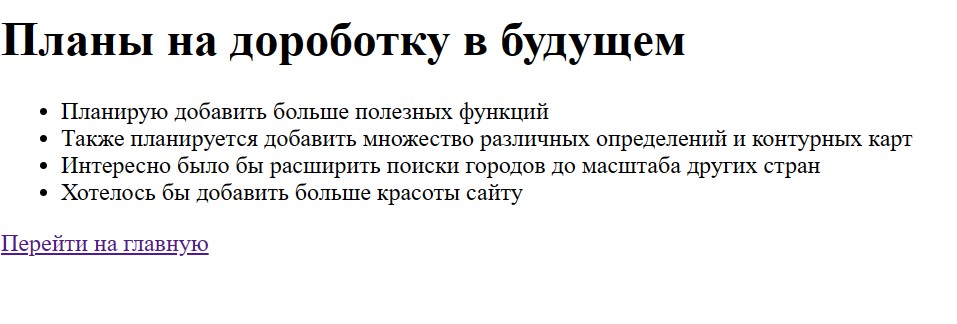 Планы на дороботку в будущем
Планирую добавить больше полезных функций
Также планируется добавить множество различных определений и контурных карт
Интересно было бы расширить поиски городов до масштаба других стран
Хотелось бы добавить больше красоты сайту
Перейти на главную